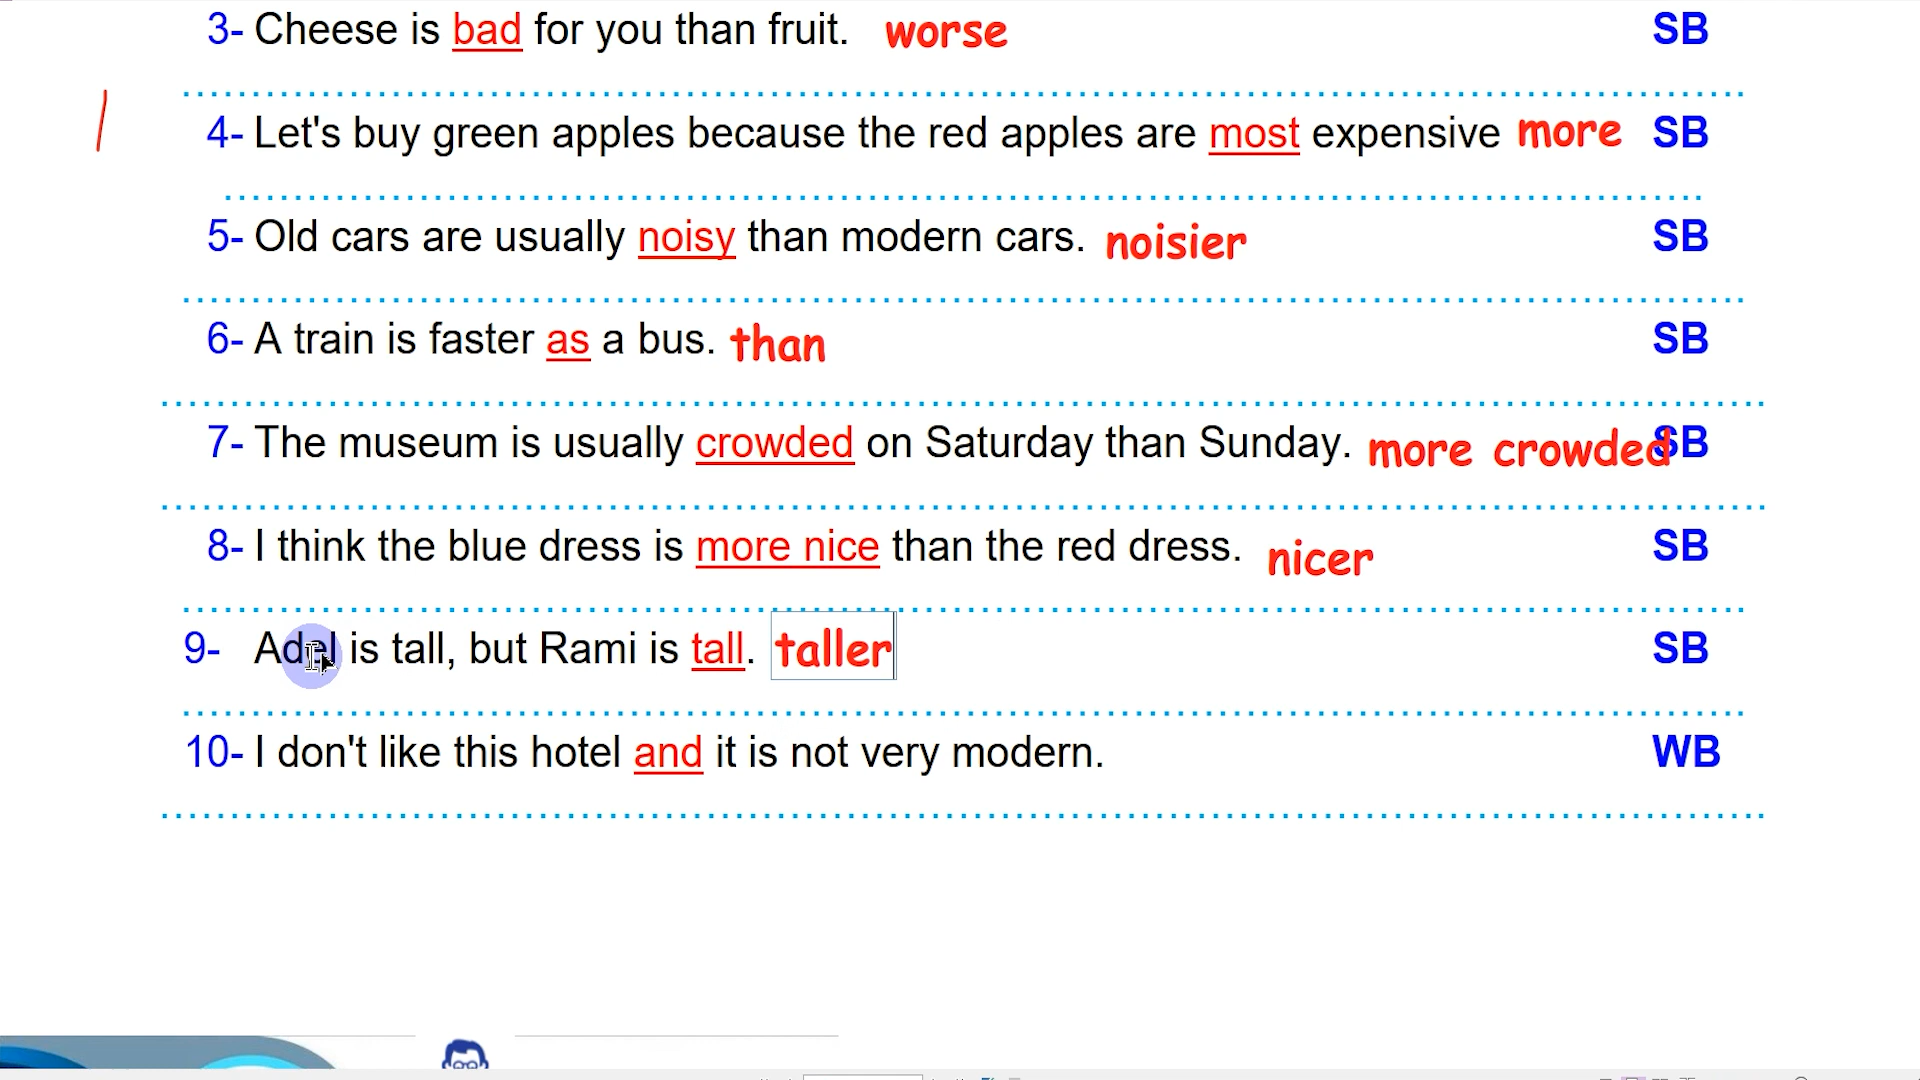 3- Cheese is bad for you than fruit. worse SB
4- Let's buy green apples because the red apples are most expensive more SB
5- Old cars are usually noisy than modern cars. noisier SB
6- A train is faster as a bus. than SB
7- The museum is usually crowded on Saturday than Sunday. more crowded SB
8- I think the blue dress is more nice than the red dress. nicer SB
9- Adel is tall, but Rami is tall. taller SB
10- I don't like this hotel and it is not very modern. WB